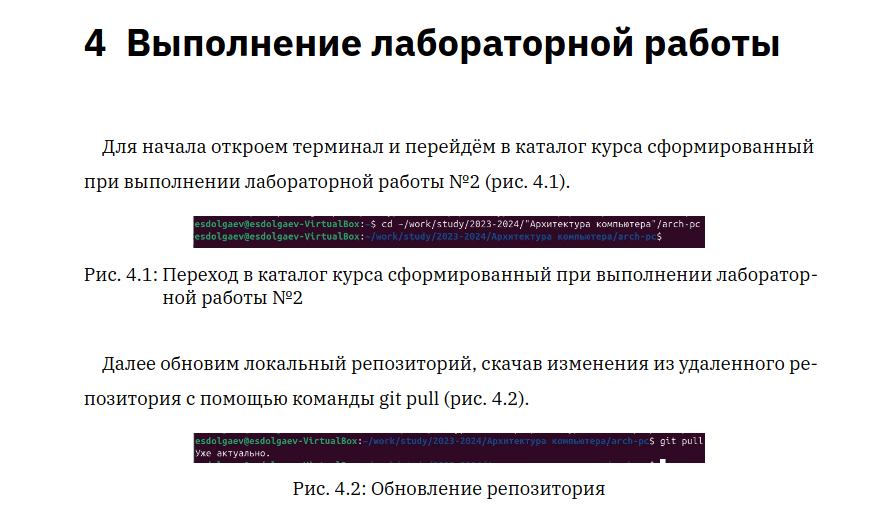 4 Выполнение лабораторной работы
Для начала откроем терминал и перейдём в каталог курса сформированный
при выполнении лабораторной работы №2 (рис. 4.1).
esdolgaev@esdolgaev-VirtualBox:~$ cd ~/work/study/2023-2024/"Архитектура компьютера"/arch-pc
esdolgaev@esdolgaev-VirtualBox:~/work/study/2023-2024/Архитектура компьютера/arch-pc$
Рис. 4.1: Переход в каталог курса сформированный при выполнении лаборатор-
ной работы №2
Далее обновим локальный репозиторий, скачав изменения из удаленного ре-
позитория с помощью команды git pull (рис. 4.2).
esdolgaev@esdolgaev-VirtualBox:~/work/study/2023-2024/Архитектура компьютера/arch-pc$ git pull
Уже актуально.
Рис. 4.2: Обновление репозитория